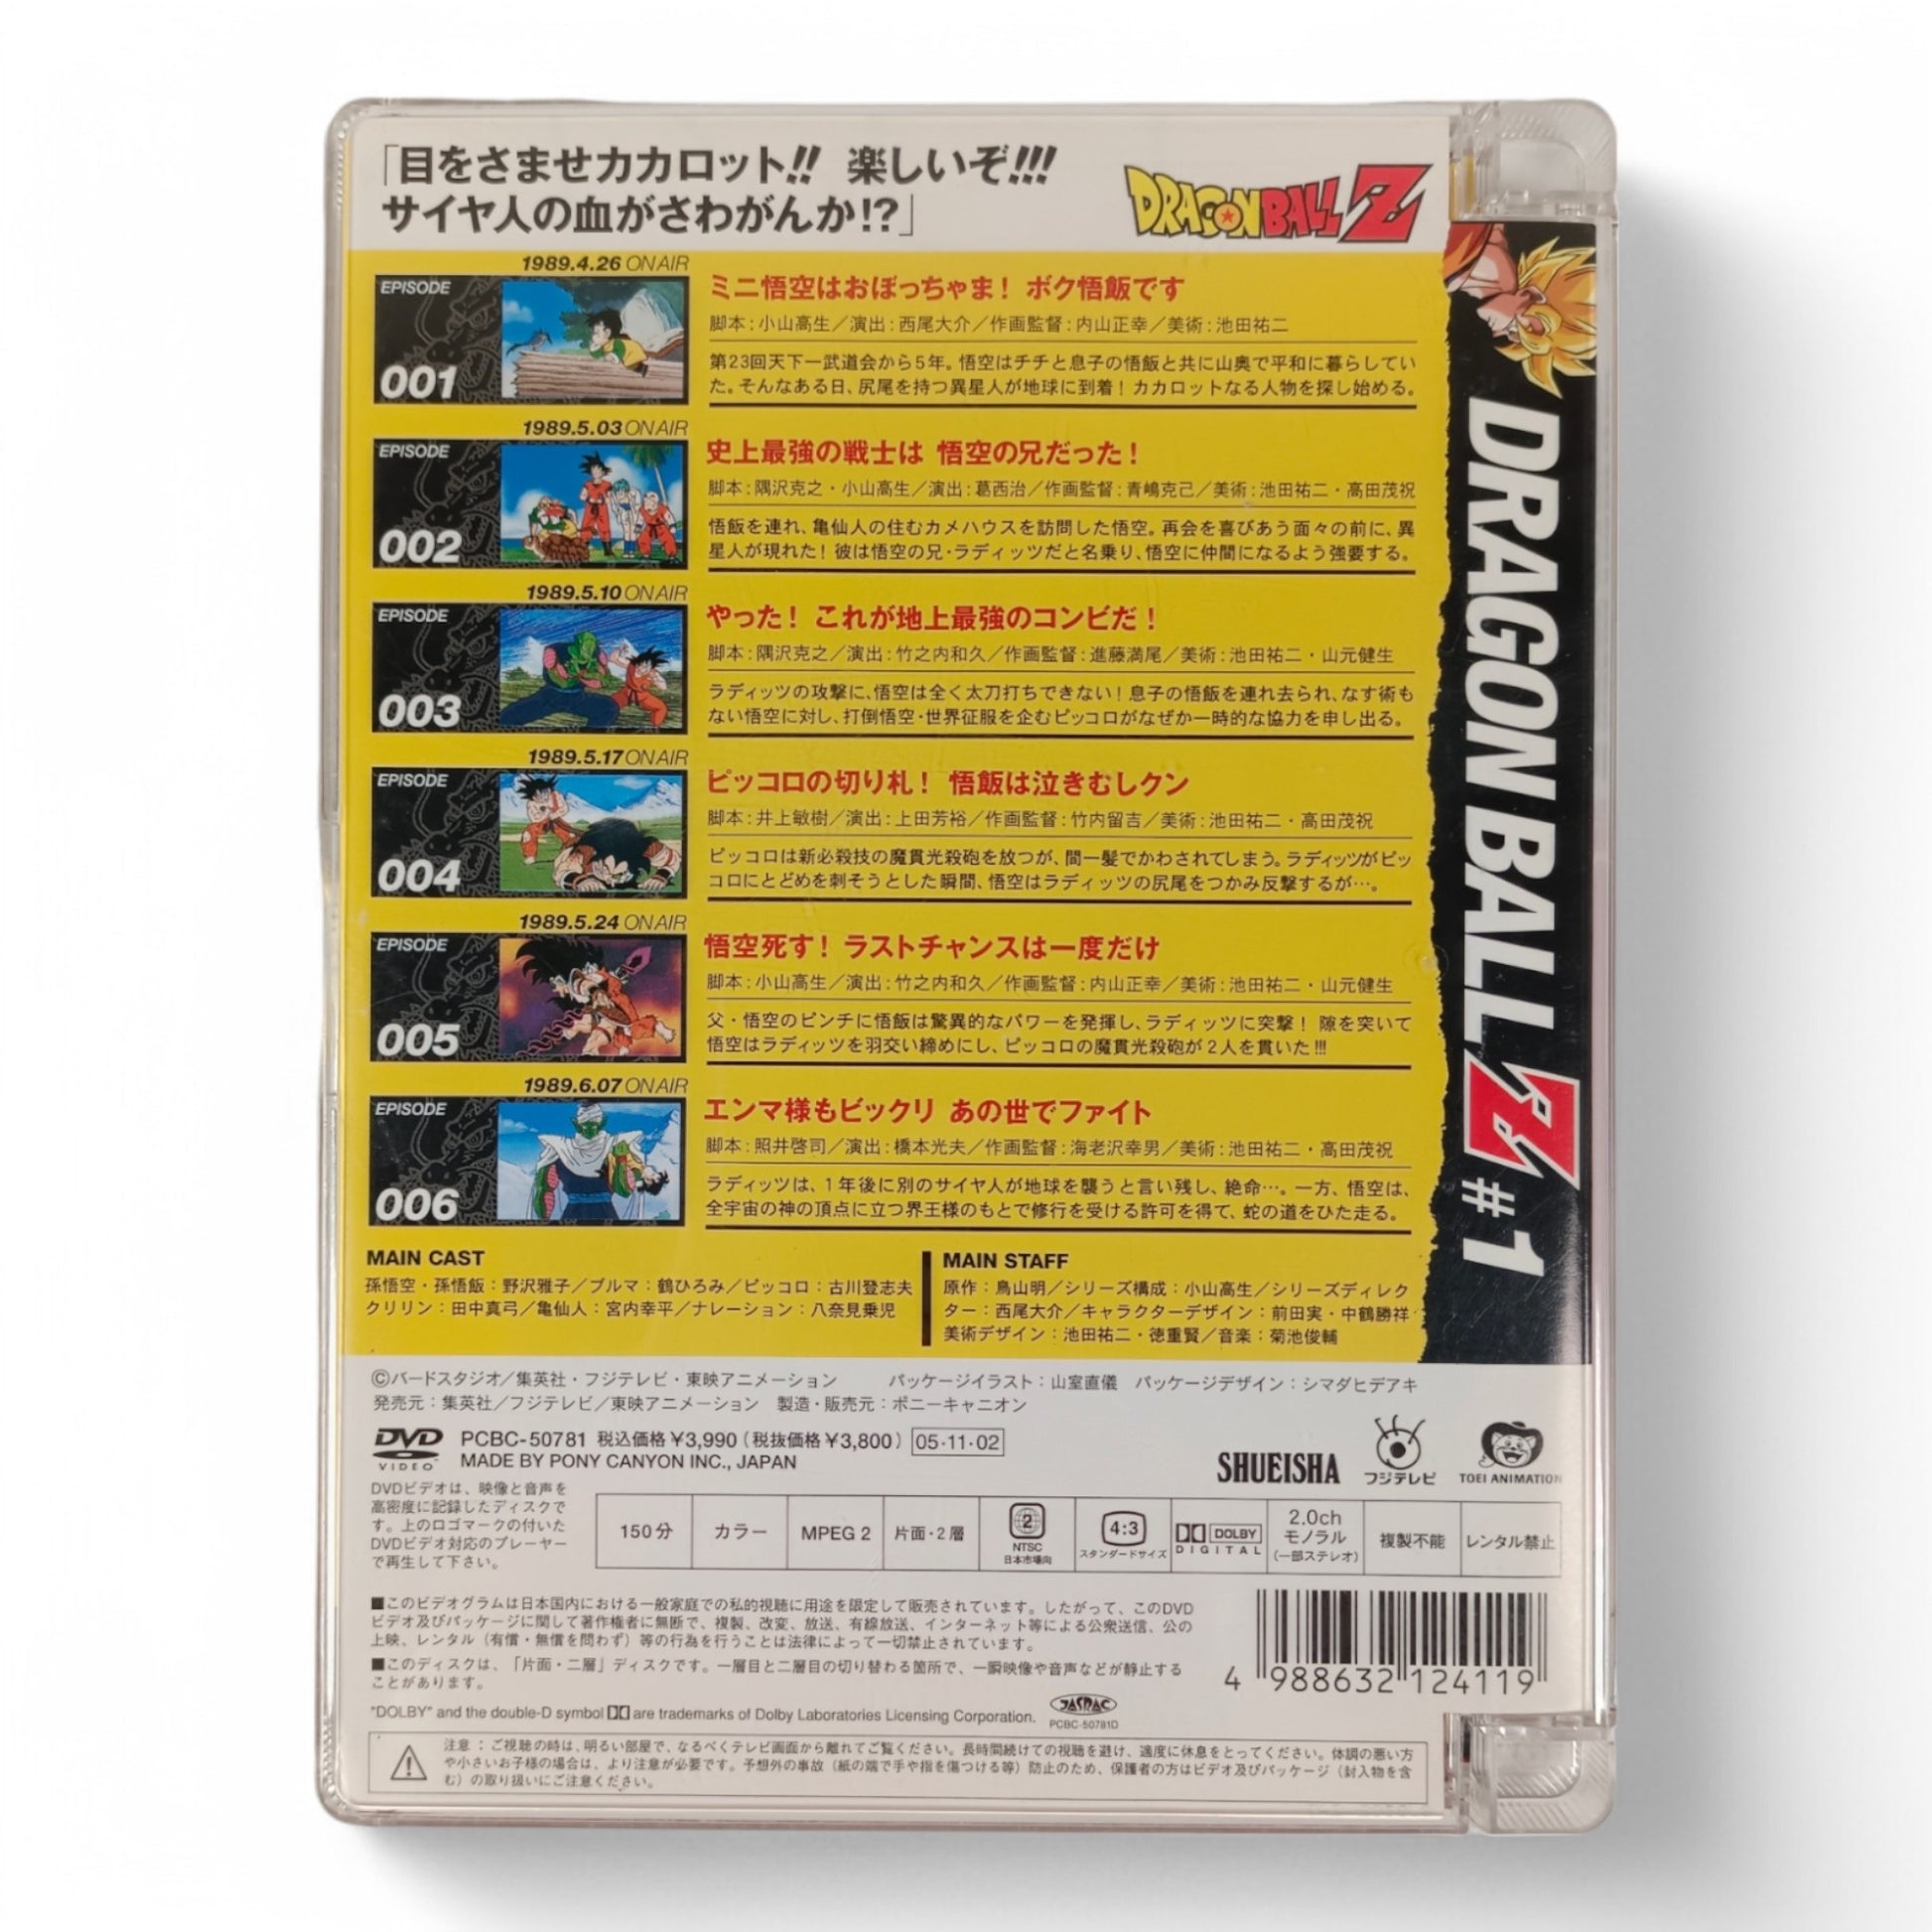 「目をさませカカロット!! 楽しいぞ!!!
サイヤ人の血がさわがんか!?」
DRAGONBALL Z
1989.4.26 ON AIR
EPISODE
001
ミニ悟空はおぼっちゃま！ ボク悟飯です
脚本：小山高生／演出：西尾大介／作画監督：内山正幸／美術：池田祐二
第23回天下一武道会から5年。悟空はチチと息子の悟飯と共に山奥で平和に暮らしてい
た。そんなある日、尻尾を持つ異星人が地球に到着！カカロットなる人物を探し始める。
1989.5.03 ON AIR
EPISODE
002
史上最強の戦士は 悟空の兄だった！
脚本：隅沢克之・小山高生／演出：葛西治／作画監督：青嶋克己／美術：池田祐二・高田茂祝
悟飯を連れ、亀仙人の住むカメハウスを訪問した悟空。再会を喜びあう面々の前に、異
星人が現れた！彼は悟空の兄・ラディッツだと名乗り、悟空に仲間になるよう強要する。
1989.5.10 ON AIR
EPISODE
003
やった！ これが地上最強のコンビだ！
脚本：隅沢克之／演出：竹之内和久／作画監督：進藤満尾／美術：池田祐二・山元健生
ラディッツの攻撃に、悟空は全く太刀打ちできない！息子の悟飯を連れ去られ、なす術も
ない悟空に対し、打倒悟空・世界征服を企むピッコロがなぜか一時的な協力を申し出る。
1989.5.17 ON AIR
EPISODE
004
ピッコロの切り札！ 悟飯は泣きむしクン
脚本：井上敏樹／演出：上田芳裕／作画監督：竹内留吉／美術：池田祐二・高田茂祝
ピッコロは新必殺技の魔貫光殺砲を放つが、間一髪でかわされてしまう。ラディッツがピッ
コロにとどめを刺そうとした瞬間、悟空はラディッツの尻尾をつかみ反撃するが…。
1989.5.24 ON AIR
EPISODE
005
悟空死す！ ラストチャンスは一度だけ
脚本：小山高生／演出：竹之内和久／作画監督：内山正幸／美術：池田祐二・山元健生
父・悟空のピンチに悟飯は驚異的なパワーを発揮し、ラディッツに突撃！ 隙を突いて
悟空はラディッツを羽交い締めにし、ピッコロの魔貫光殺砲が2人を貫いた!!!
1989.6.07 ON AIR
EPISODE
006
エンマ様もビックリ あの世でファイト
脚本：照井啓司／演出：橋本光夫／作画監督：海老沢幸男／美術：池田祐二・高田茂祝
ラディッツは、1年後に別のサイヤ人が地球を襲うと言い残し、絶命…。一方、悟空は、
全宇宙の神の頂点に立つ界王様のもとで修行を受ける許可を得て、蛇の道をひた走る。
MAIN CAST
孫悟空・孫悟飯：野沢雅子／ブルマ：鶴ひろみ／ピッコロ：古川登志夫
クリリン：田中真弓／亀仙人：宮内幸平／ナレーション：八奈見乗児
MAIN STAFF
原作：鳥山明／シリーズ構成：小山高生／シリーズディレク
ター：西尾大介／キャラクターデザイン：前田実・中鶴勝祥
美術デザイン：池田祐二・徳重賢／音楽：菊池俊輔
DRAGON BALL Z #1
©バードスタジオ／集英社・フジテレビ・東映アニメーション パッケージイラスト：山室直儀 パッケージデザイン：シマダヒデアキ
発売元：集英社／フジテレビ／東映アニメーション 製造・販売元：ポニーキャニオン
DVD VIDEO
PCBC-50781 税込価格￥3,990（税抜価格￥3,800） 05・11・02
MADE BY PONY CANYON INC., JAPAN
SHUEISHA フジテレビ TOEI ANIMATION
DVDビデオは、映像と音声を
高密度に記録したディスクで
す。上のロゴマークの付いた
DVDビデオ対応のプレーヤー
で再生して下さい。
150分
カラー
MPEG 2
片面・2層
2 NTSC 日本市場向
4:3 スタンダードサイズ
DOLBY DIGITAL
2.0ch モノラル （一部ステレオ）
複製不能
レンタル禁止
■このビデオグラムは日本国内における一般家庭での私的視聴に用途を限定して販売されています。したがって、このDVD
ビデオ及びパッケージに関して著作権者に無断で、複製、改変、放送、有線放送、インターネット等による公衆送信、公の
上映、レンタル（有償・無償を問わず）等の行為を行うことは法律によって一切禁止されています。
■このディスクは、「片面・二層」ディスクです。一層目と二層目の切り替わる箇所で、一瞬映像や音声などが静止する
ことがあります。
"DOLBY" and the double-D symbol are trademarks of Dolby Laboratories Licensing Corporation.
JASRAC
PCBC-50781D
4 988632 124119
注意：ご視聴の時は、明るい部屋で、なるべくテレビ画面から離れてご覧ください。長時間続けての視聴を避け、適度に休息をとってください。体調の悪い方
や小さいお子様の場合は、より注意が必要です。予想外の事故（紙の端で手や指を傷つける等）防止のため、保護者の方はビデオ及びパッケージ（封入物を含
む）の取り扱いにご注意ください。